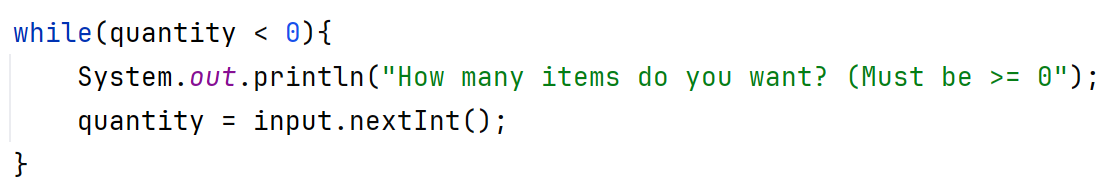 while(quantity < 0){
    System.out.println("How many items do you want? (Must be >= 0");
    quantity = input.nextInt();
}